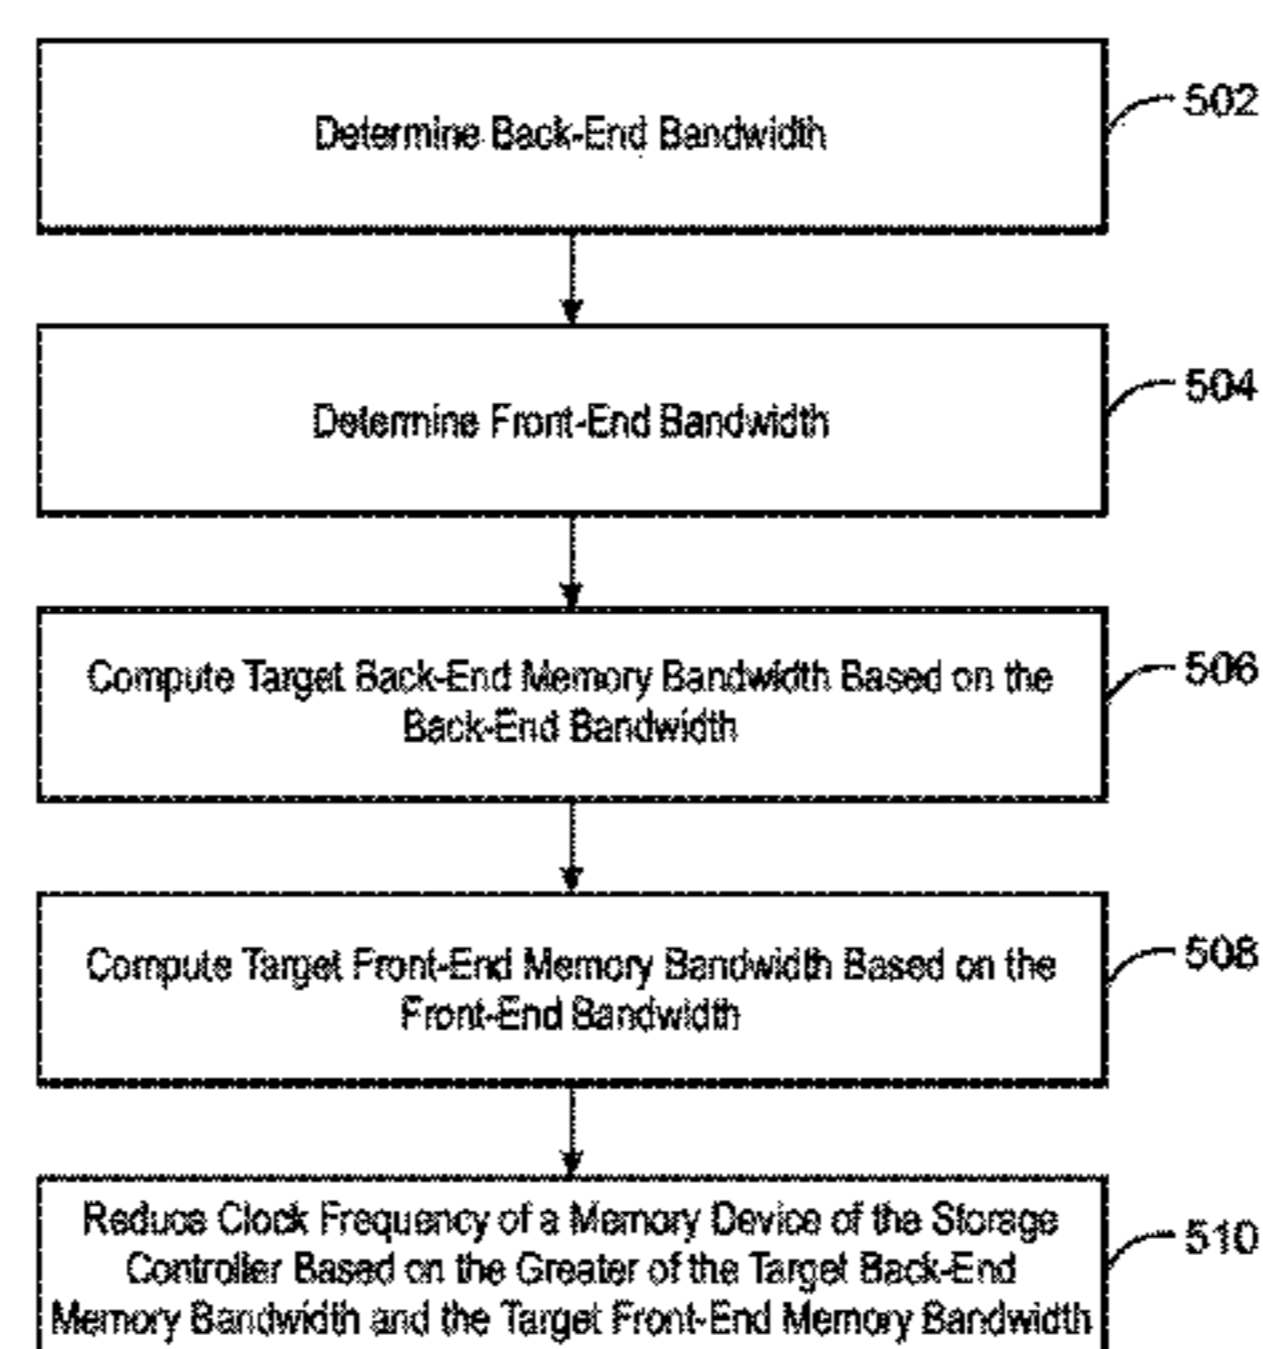 Determine Back-End Bandwidth
502
Determine Front-End Bandwidth
504
Compute Target Back-End Memory Bandwidth Based on the
Back-End Bandwidth
506
Compute Target Front-End Memory Bandwidth Based on the
Front-End Bandwidth
508
Reduce Clock Frequency of a Memory Device of the Storage
Controller Based on the Greater of the Target Back-End
Memory Bandwidth and the Target Front-End Memory Bandwidth
510